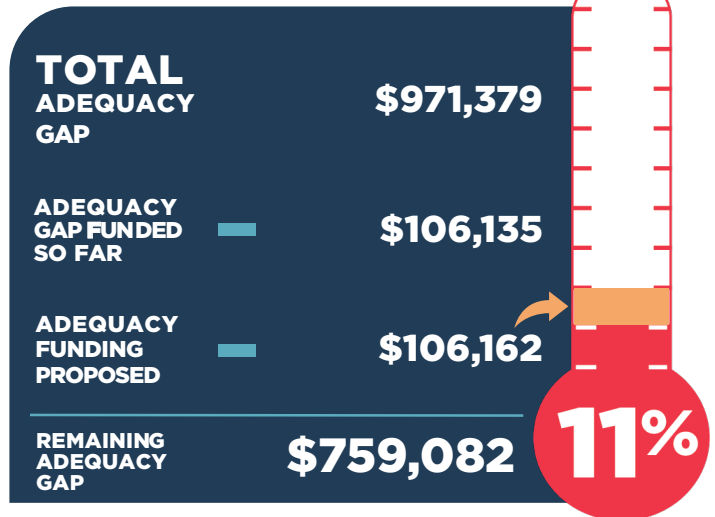 TOTAL
ADEQUACY
GAP
$971,379
ADEQUACY
GAP FUNDED
SO FAR
$106,135
ADEQUACY
FUNDING
PROPOSED
$106,162
REMAINING
ADEQUACY
GAP
$759,082
11%